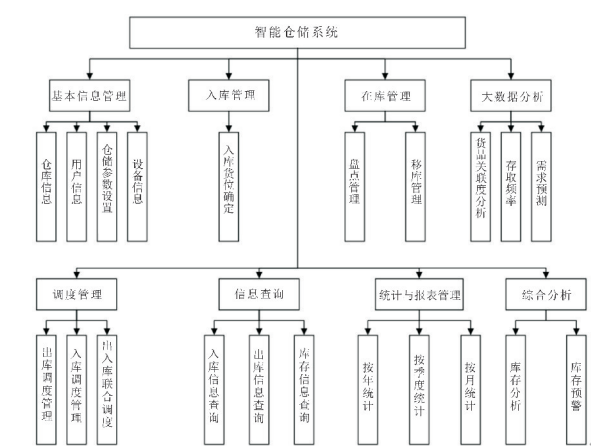 智能仓储系统
基本信息管理
入库管理
在库管理
大数据分析
仓库信息
用户信息
仓储参数设置
设备信息
入库货位确定
盘点管理
移库管理
货品关联度分析
存取频率
需求预测
调度管理
信息查询
统计与报表管理
综合分析
出库调度管理
入库调度管理
出入库联合调度
入库信息查询
出库信息查询
库存信息查询
按年统计
按季度统计
按月统计
库存分析
库存预警